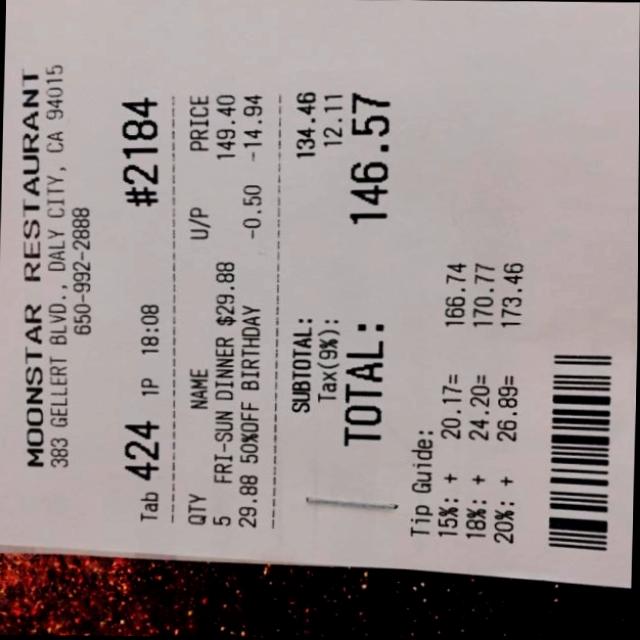 MOONSTAR RESTAURANT
383 GELLERT BLVD., DALY CITY, CA 94015
650-992-2888
Tab 424 1P 18:08 #2184
QTY NAME U/P PRICE
5 FRI-SUN DINNER $29.88 149.40
29.88 50%OFF BIRTHDAY -0.50 -14.94
SUBTOTAL: 134.46
Tax(9%): 12.11
TOTAL: 146.57
Tip Guide:
15%: + 20.17= 166.74
18%: + 24.20= 170.77
20%: + 26.89= 173.46